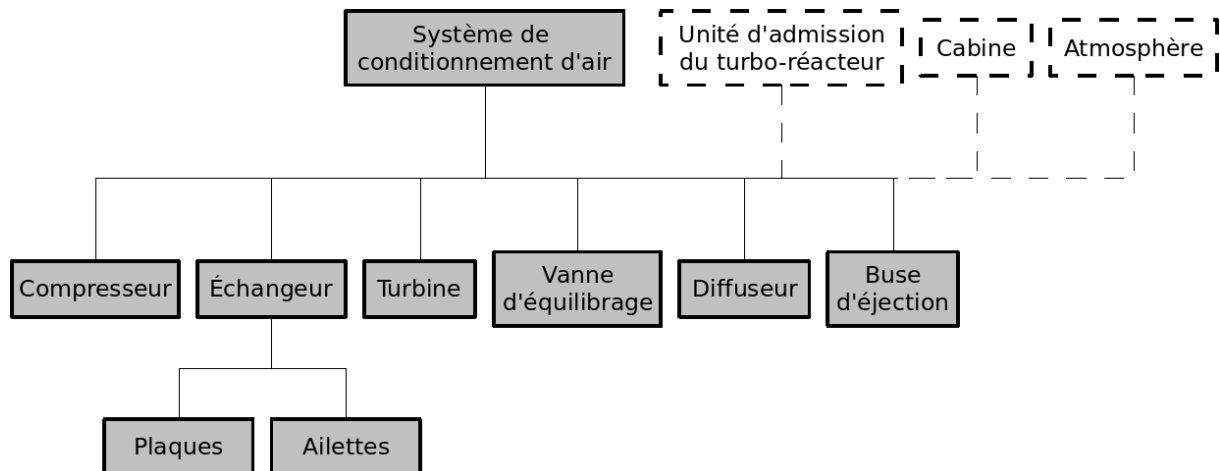 Système de
conditionnement d'air
Unité d'admission
du turbo-réacteur
Cabine
Atmosphère
Compresseur
Échangeur
Turbine
Vanne
d'équilibrage
Diffuseur
Buse
d'éjection
Plaques
Ailettes